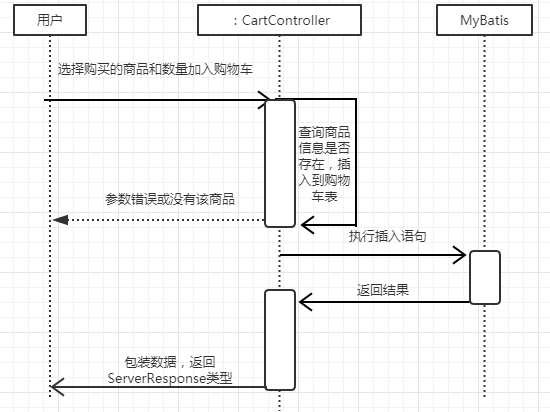 用户
：CartController
MyBatis
选择购买的商品和数量加入购物车
查询商品
信息是否
存在，插
入到购物
车表
参数错误或没有该商品
执行插入语句
返回结果
包装数据，返回
ServerResponse类型